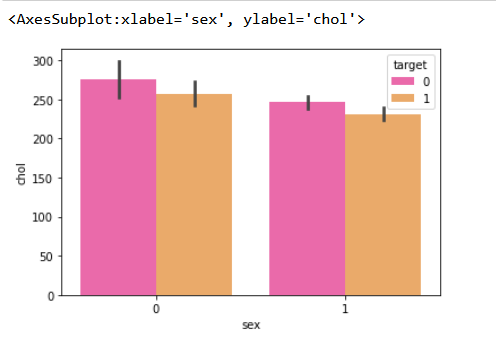 <AxesSubplot:xlabel='sex', ylabel='chol'>
300
250
200
150
100
50
0
chol
target
0
1
0 1
sex